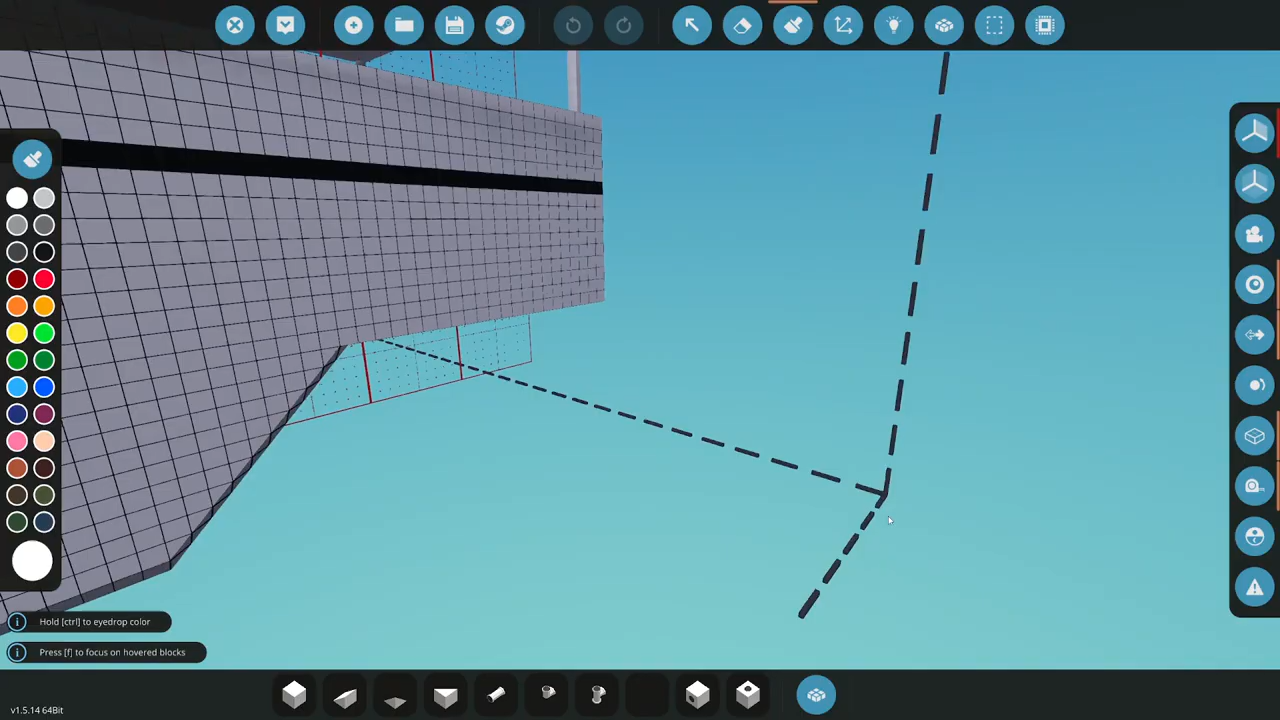 Hold [ctrl] to eyedrop color
Press [f] to focus on hovered blocks
v1.5.14 64Bit